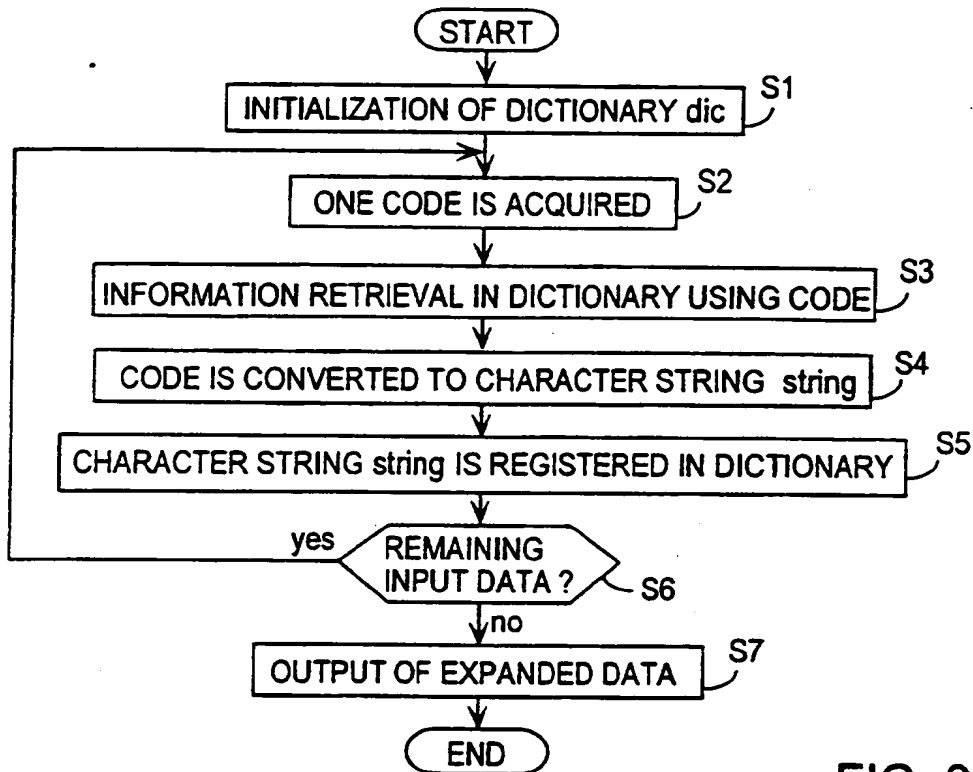 START
S1
INITIALIZATION OF DICTIONARY dic
S2
ONE CODE IS ACQUIRED
S3
INFORMATION RETRIEVAL IN DICTIONARY USING CODE
S4
CODE IS CONVERTED TO CHARACTER STRING string
S5
CHARACTER STRING string IS REGISTERED IN DICTIONARY
yes
REMAINING
INPUT DATA ?
S6
no
S7
OUTPUT OF EXPANDED DATA
END